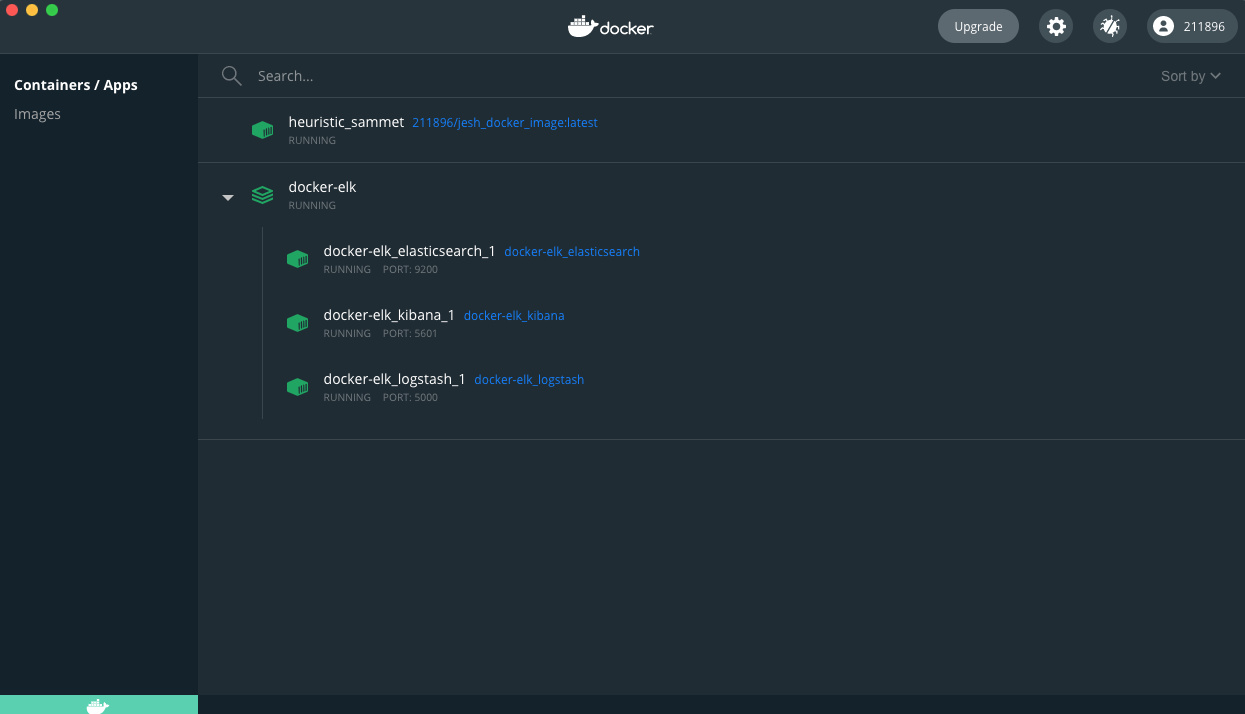 docker
Upgrade
211896
Containers / Apps
Images
Search...
Sort by
heuristic_sammet 211896/jesh_docker_image:latest
RUNNING
docker-elk
RUNNING
docker-elk_elasticsearch_1 docker-elk_elasticsearch
RUNNING PORT: 9200
docker-elk_kibana_1 docker-elk_kibana
RUNNING PORT: 5601
docker-elk_logstash_1 docker-elk_logstash
RUNNING PORT: 5000